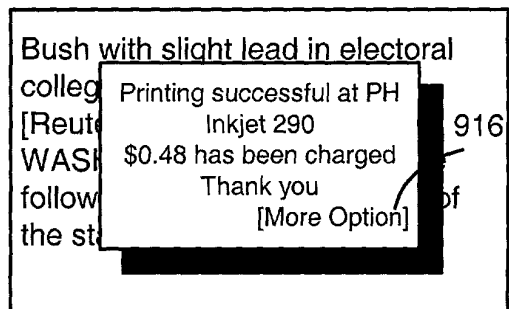 Bush with slight lead in electoral
colleg
[Reute
WASH
follow of
the sta
Printing successful at PH
Inkjet 290
$0.48 has been charged
Thank you
[More Option]
916